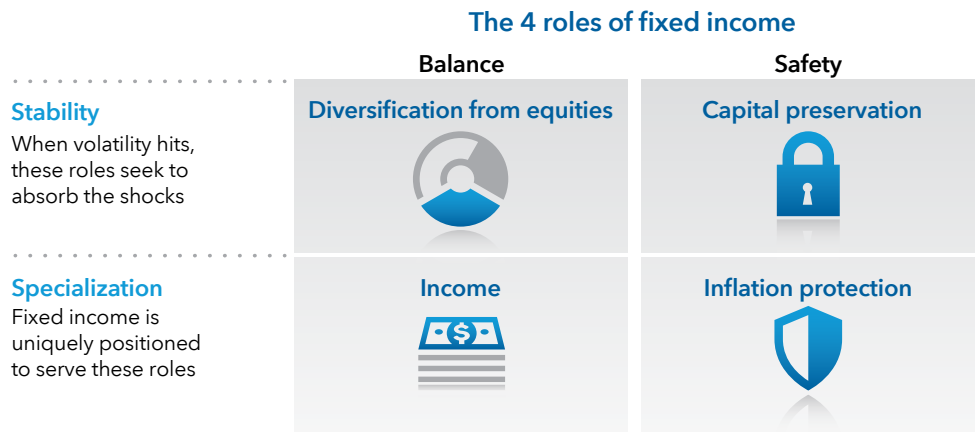 The 4 roles of fixed income
Balance
Safety
Stability
When volatility hits,
these roles seek to
absorb the shocks
Diversification from equities
Capital preservation
Specialization
Fixed income is
uniquely positioned
to serve these roles
Income
$
Inflation protection